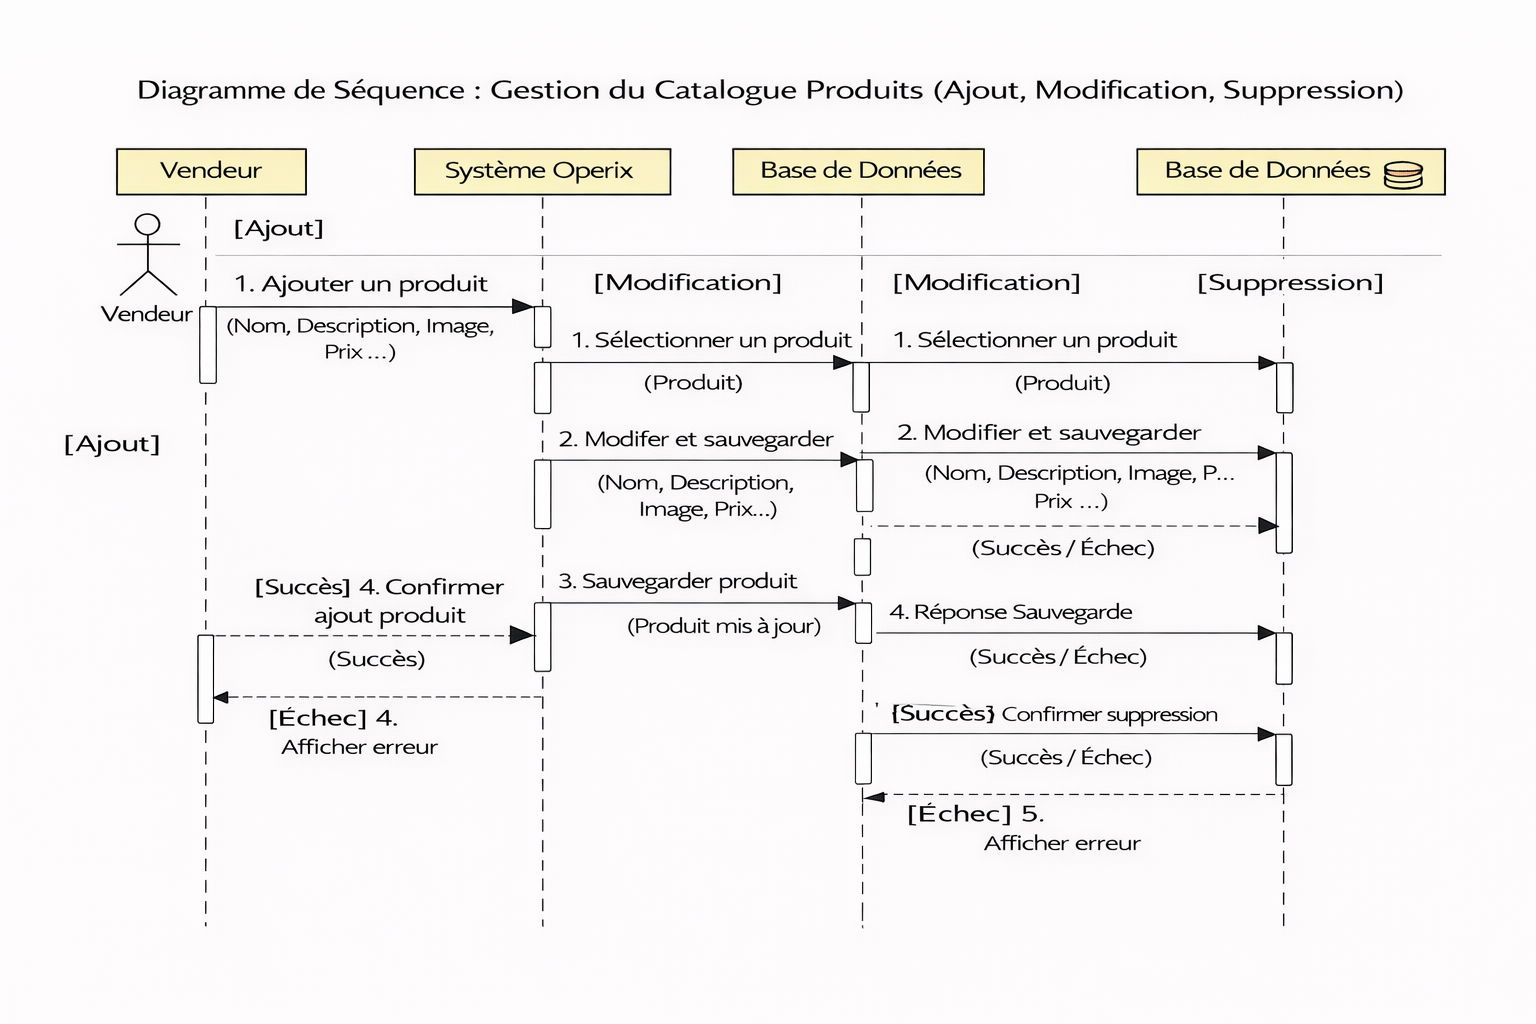 Diagramme de Séquence : Gestion du Catalogue Produits (Ajout, Modification, Suppression)
Vendeur
Système Operix
Base de Données
Base de Données
[Ajout]
Vendeur
1. Ajouter un produit
(Nom, Description, Image,
Prix ...)
[Modification]
[Modification]
[Suppression]
1. Sélectionner un produit
(Produit)
1. Sélectionner un produit
(Produit)
[Ajout]
2. Modifer et sauvegarder
(Nom, Description,
Image, Prix...)
2. Modifier et sauvegarder
(Nom, Description, Image, P...
Prix ...)
(Succès / Échec)
[Succès] 4. Confirmer
ajout produit
(Succès)
3. Sauvegarder produit
(Produit mis à jour)
4. Réponse Sauvegarde
(Succès / Échec)
[Échec] 4.
Afficher erreur
{Succès} Confirmer suppression
(Succès / Échec)
[Échec] 5.
Afficher erreur